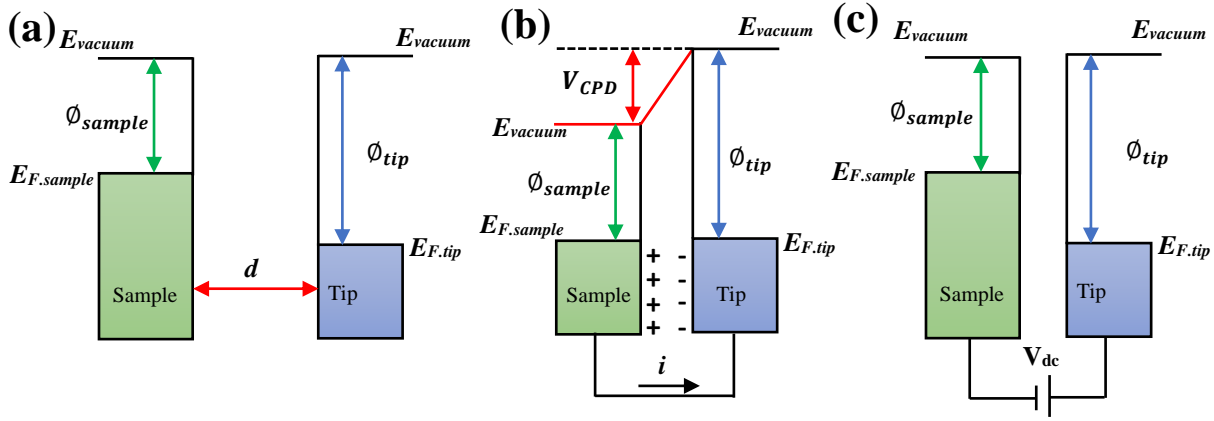 (a)
E_vacuum
E_vacuum
∅_sample
∅_tip
E_F.sample
E_F.tip
d
Sample
Tip
(b)
E_vacuum
V_CPD
E_vacuum
∅_sample
∅_tip
E_F.sample
E_F.tip
+ -
+ -
+ -
+ -
Sample
Tip
i
(c)
E_vacuum
E_vacuum
∅_sample
∅_tip
E_F.sample
E_F.tip
Sample
Tip
V_dc